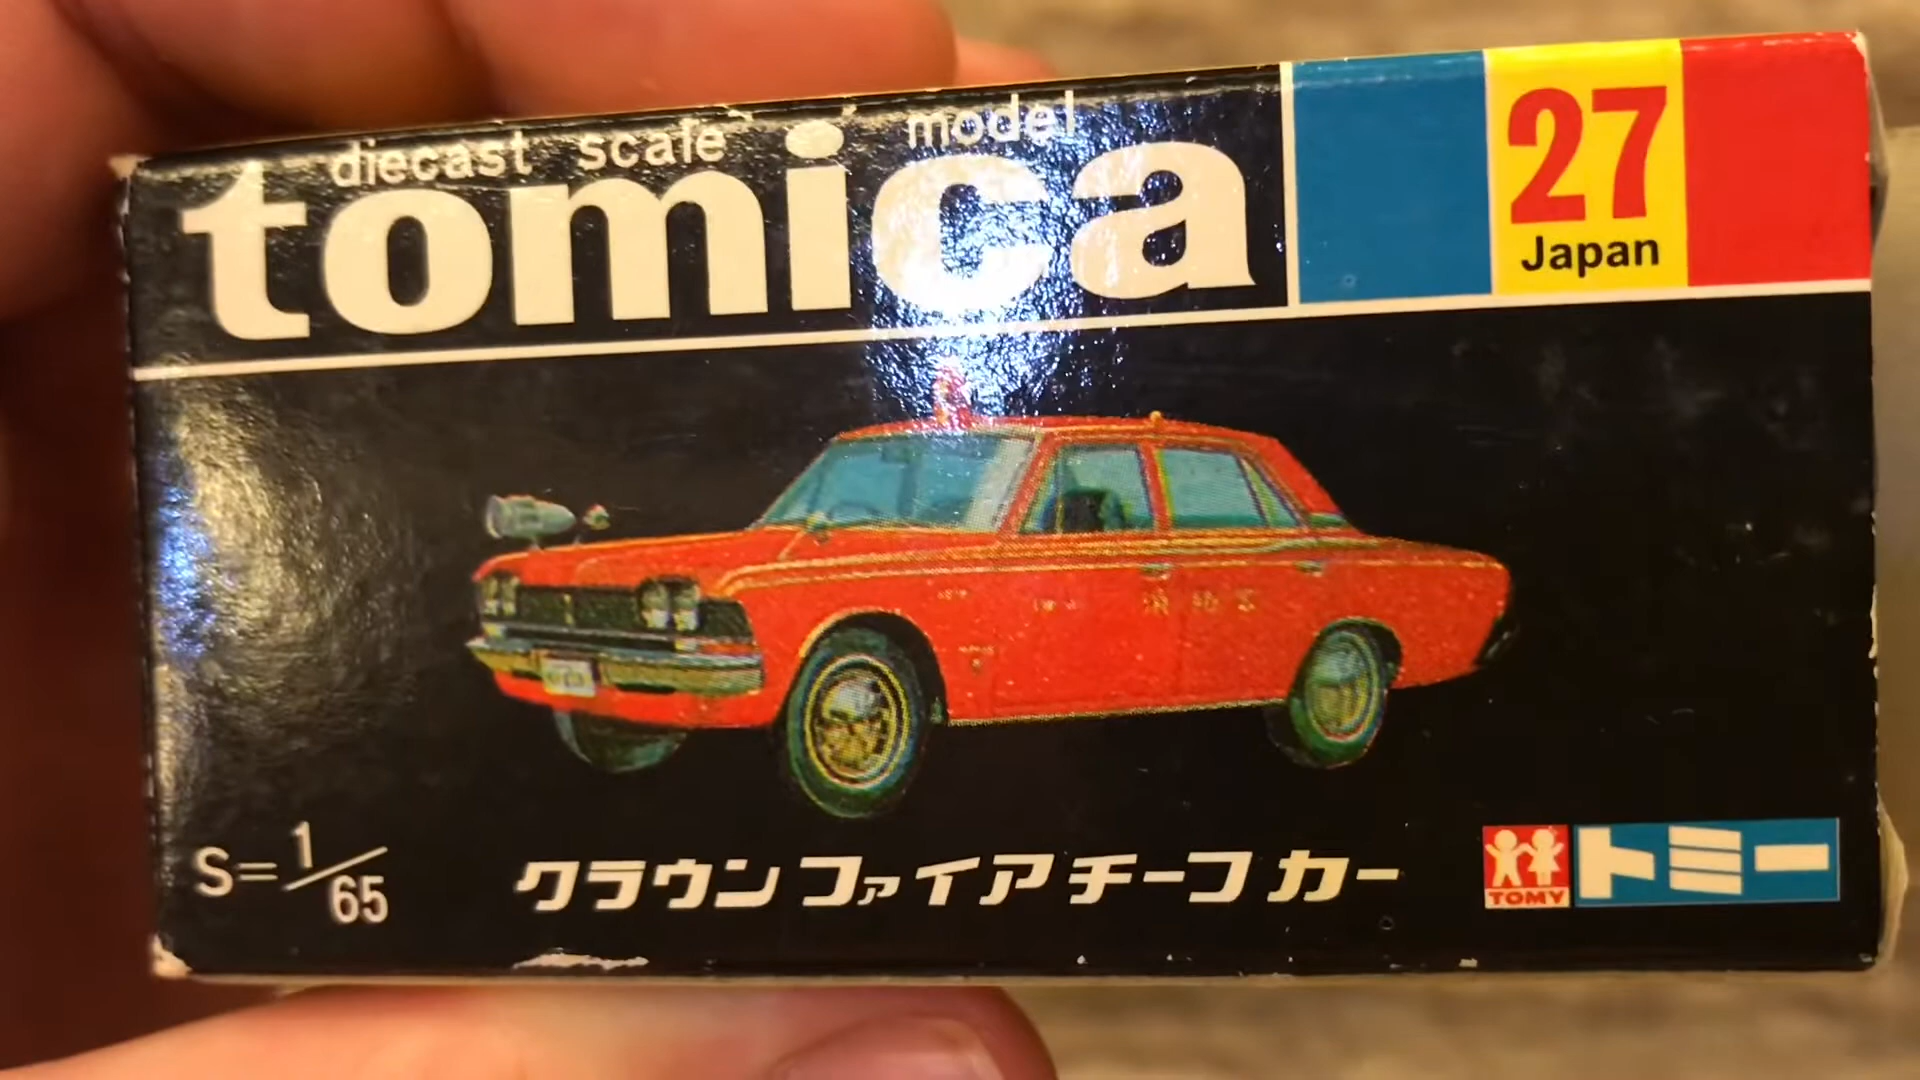 diecast scale model
tomica
27
Japan
S=1/65
クラウン ファイアチーフ カー
TOMY
トミー